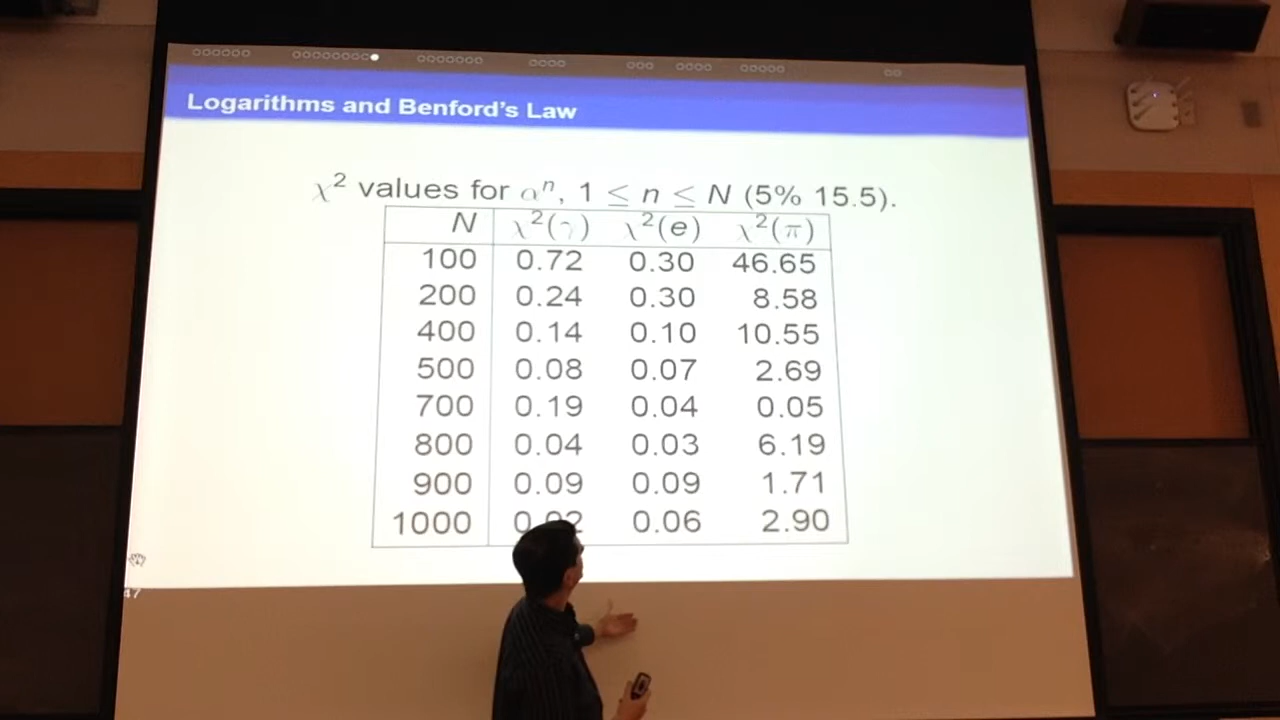 Logarithms and Benford's Law
χ² values for αⁿ, 1 ≤ n ≤ N (5% 15.5).
N χ²(γ) χ²(e) χ²(π)
100 0.72 0.30 46.65
200 0.24 0.30 8.58
400 0.14 0.10 10.55
500 0.08 0.07 2.69
700 0.19 0.04 0.05
800 0.04 0.03 6.19
900 0.09 0.09 1.71
1000 0.02 0.06 2.90
47